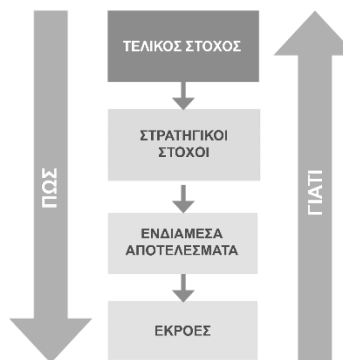 ΤΕΛΙΚΟΣ ΣΤΟΧΟΣ
ΣΤΡΑΤΗΓΙΚΟΙ
ΣΤΟΧΟΙ
ΕΝΔΙΑΜΕΣΑ
ΑΠΟΤΕΛΕΣΜΑΤΑ
ΕΚΡΟΕΣ
ΠΩΣ
ΓΙΑΤΙ